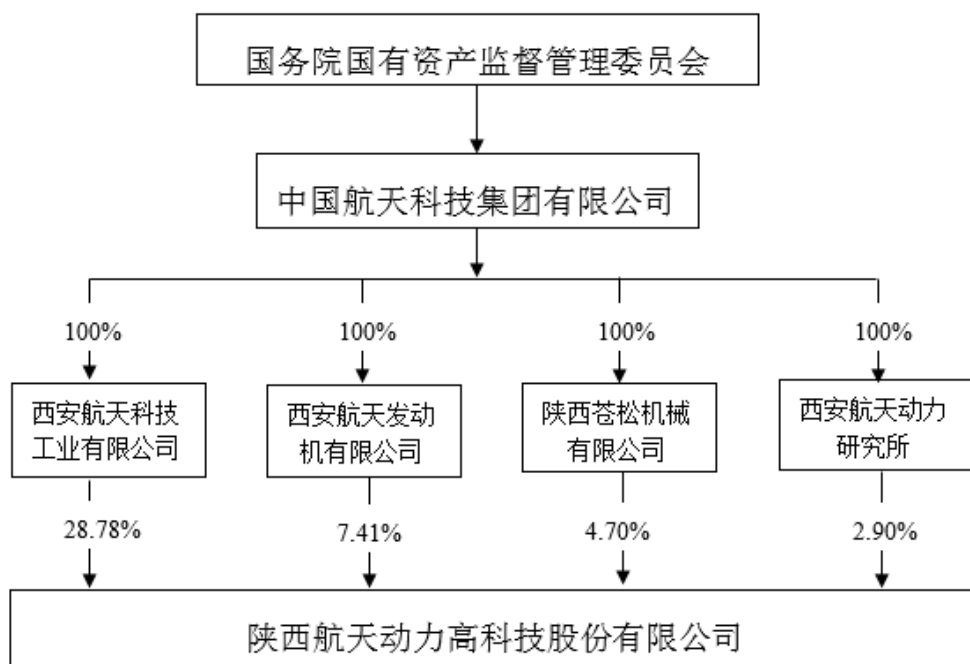 国务院国有资产监督管理委员会
中国航天科技集团有限公司
100% 100% 100% 100%
西安航天科技
工业有限公司
西安航天发动
机有限公司
陕西苍松机械
有限公司
西安航天动力
研究所
28.78% 7.41% 4.70% 2.90%
陕西航天动力高科技股份有限公司